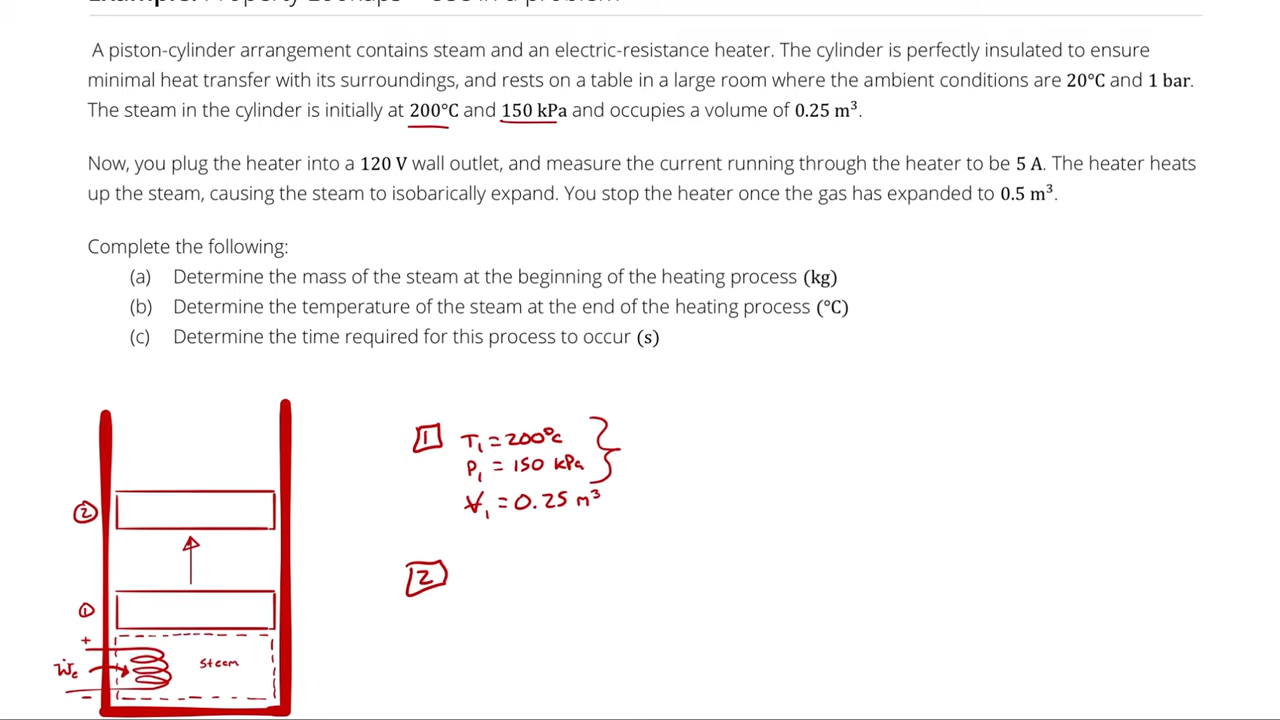 Example: Property Lookups – Use in a problem
A piston-cylinder arrangement contains steam and an electric-resistance heater. The cylinder is perfectly insulated to ensure
minimal heat transfer with its surroundings, and rests on a table in a large room where the ambient conditions are 20°C and 1 bar.
The steam in the cylinder is initially at 200°C and 150 kPa and occupies a volume of 0.25 m³.
Now, you plug the heater into a 120 V wall outlet, and measure the current running through the heater to be 5 A. The heater heats
up the steam, causing the steam to isobarically expand. You stop the heater once the gas has expanded to 0.5 m³.
Complete the following:
(a) Determine the mass of the steam at the beginning of the heating process (kg)
(b) Determine the temperature of the steam at the end of the heating process (°C)
(c) Determine the time required for this process to occur (s)
1 T₁ = 200°C
P₁ = 150 kPa
V₁ = 0.25 m³
2
2
1
+
Ẇe
steam
-